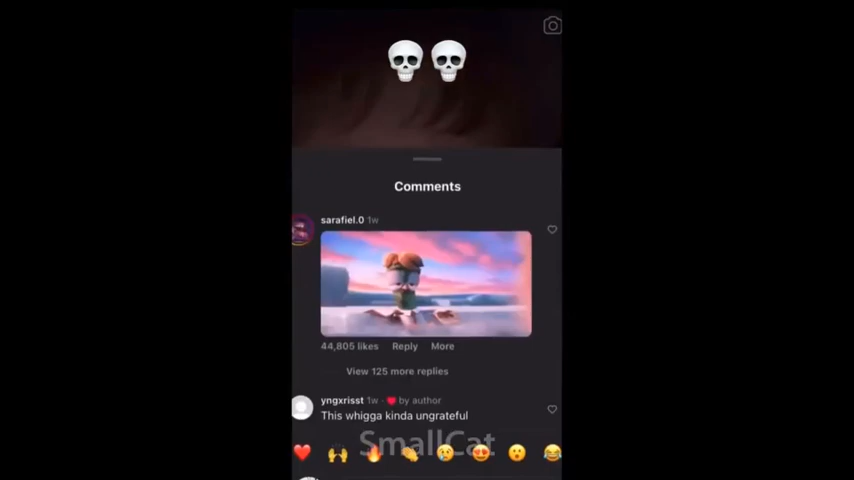 Comments
sarafiel.0 1w
44,805 likes Reply More
View 125 more replies
yngxrisst 1w · by author
This whigga kinda ungrateful
SmallCat